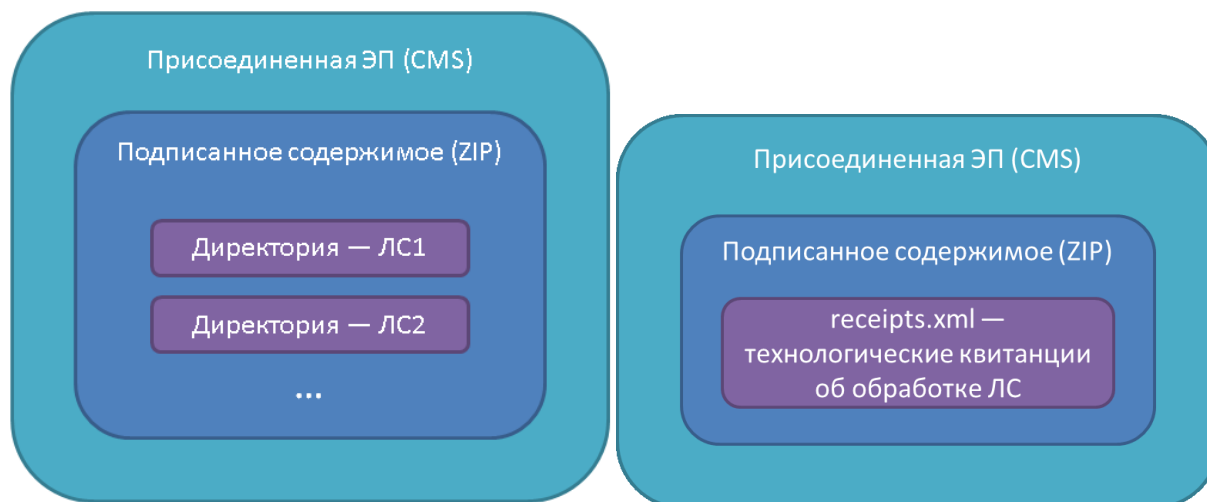 Присоединенная ЭП (CMS)
Подписанное содержимое (ZIP)
Директория — ЛС1
Директория — ЛС2
...
Присоединенная ЭП (CMS)
Подписанное содержимое (ZIP)
receipts.xml —
технологические квитанции
об обработке ЛС